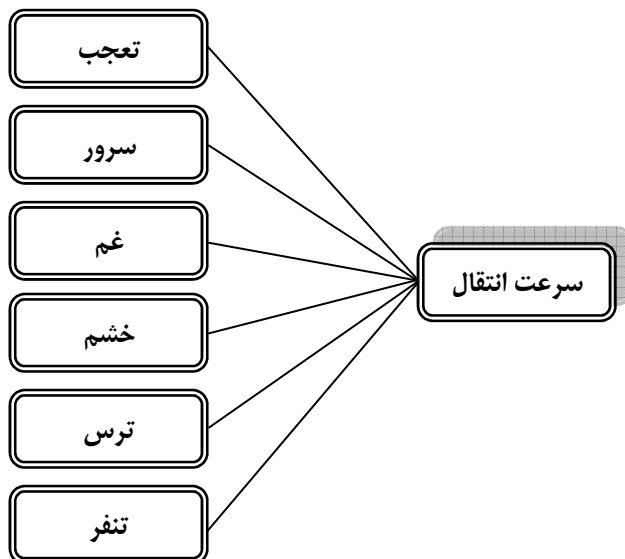 تعجب
سرور
غم
سرعت انتقال
خشم
ترس
تنفر